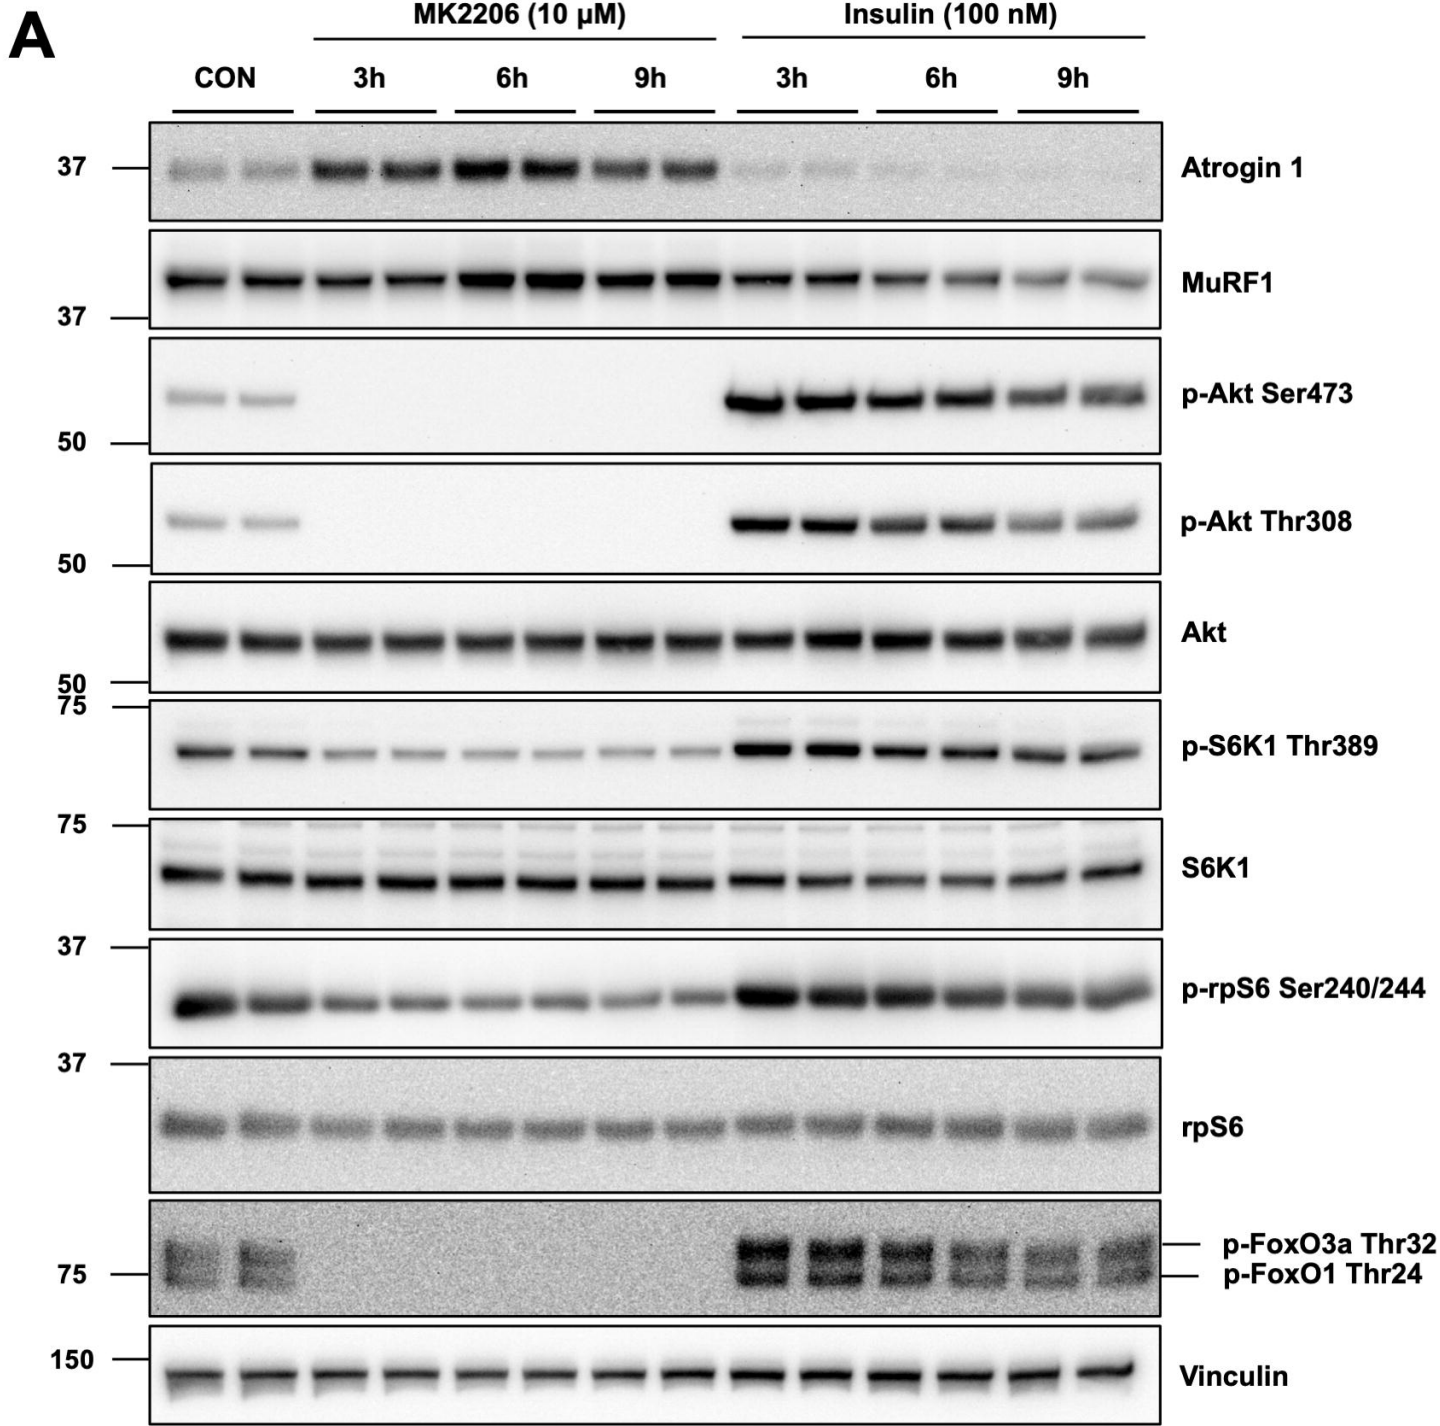 A
MK2206 (10 µM) Insulin (100 nM)
CON 3h 6h 9h 3h 6h 9h
37 Atrogin 1
MuRF1
37
p-Akt Ser473
50
p-Akt Thr308
50
Akt
50
75
p-S6K1 Thr389
75
S6K1
37
p-rpS6 Ser240/244
37
rpS6
p-FoxO3a Thr32
75 p-FoxO1 Thr24
150
Vinculin